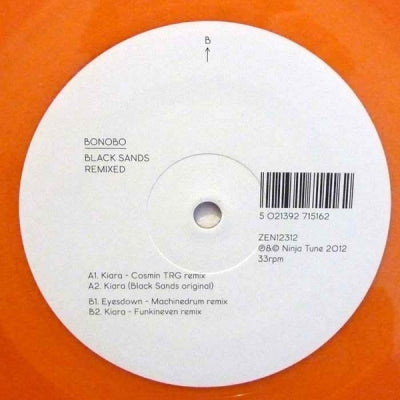 B
↑
BONOBO
BLACK SANDS
REMIXED
5 021392 715162
ZEN12312
℗&© Ninja Tune 2012
33rpm
A1. Kiara - Cosmin TRG remix
A2. Kiara (Black Sands original)
B1. Eyesdown - Machinedrum remix
B2. Kiara - Funkineven remix